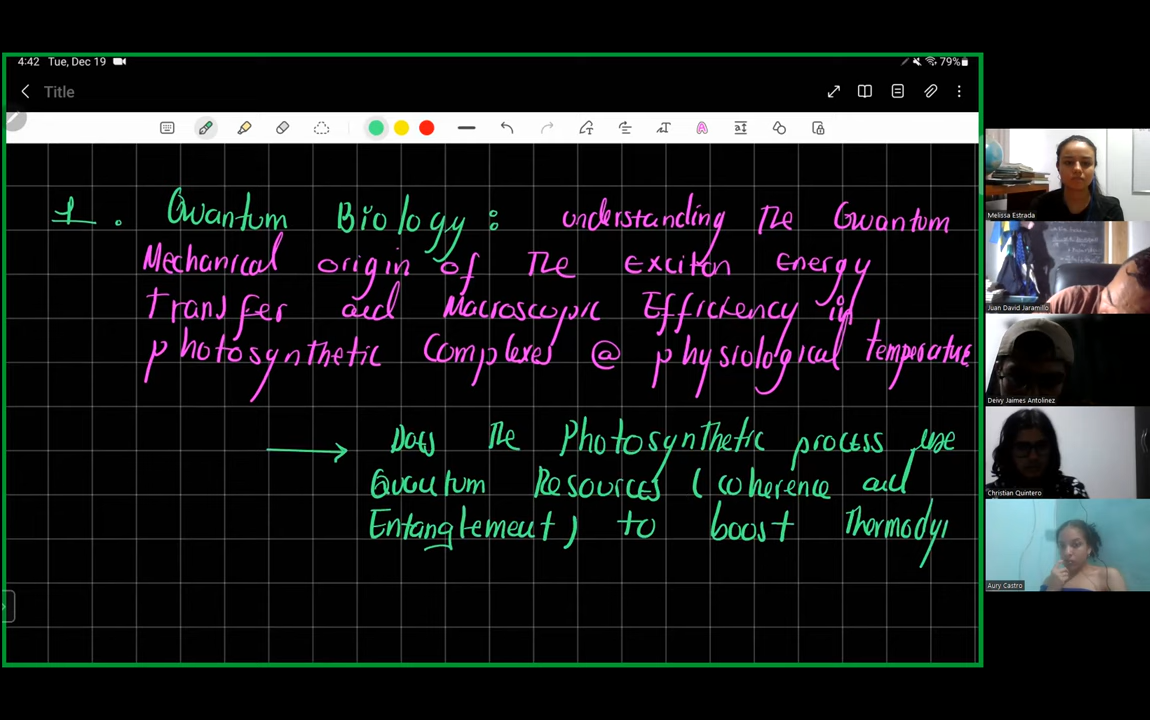 4:42 Tue, Dec 19
79%
Title
1. Quantum Biology: understanding The Quantum
Mechanical origin of The Exciton Energy
Transfer and Macroscopic Efficiency in
photosynthetic Complexes @ physiological temperature
Does The Photosynthetic process use
Quantum Resources (coherence and
Entanglement) to boost Thermodyn
Melissa Estrada
Juan David Jaramillo
Deivy Jaimes Antolinez
Christian Quintero
Aury Castro